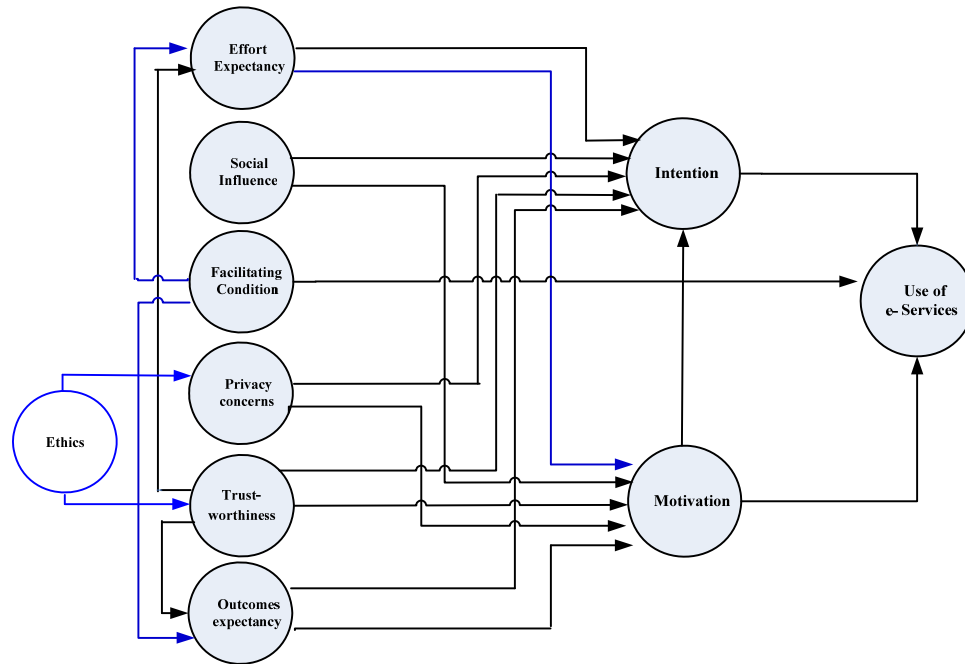 Effort
Expectancy
Social
Influence
Intention
Facilitating
Condition
Use of
e- Services
Privacy
concerns
Ethics
Trust-
worthiness
Motivation
Outcomes
expectancy